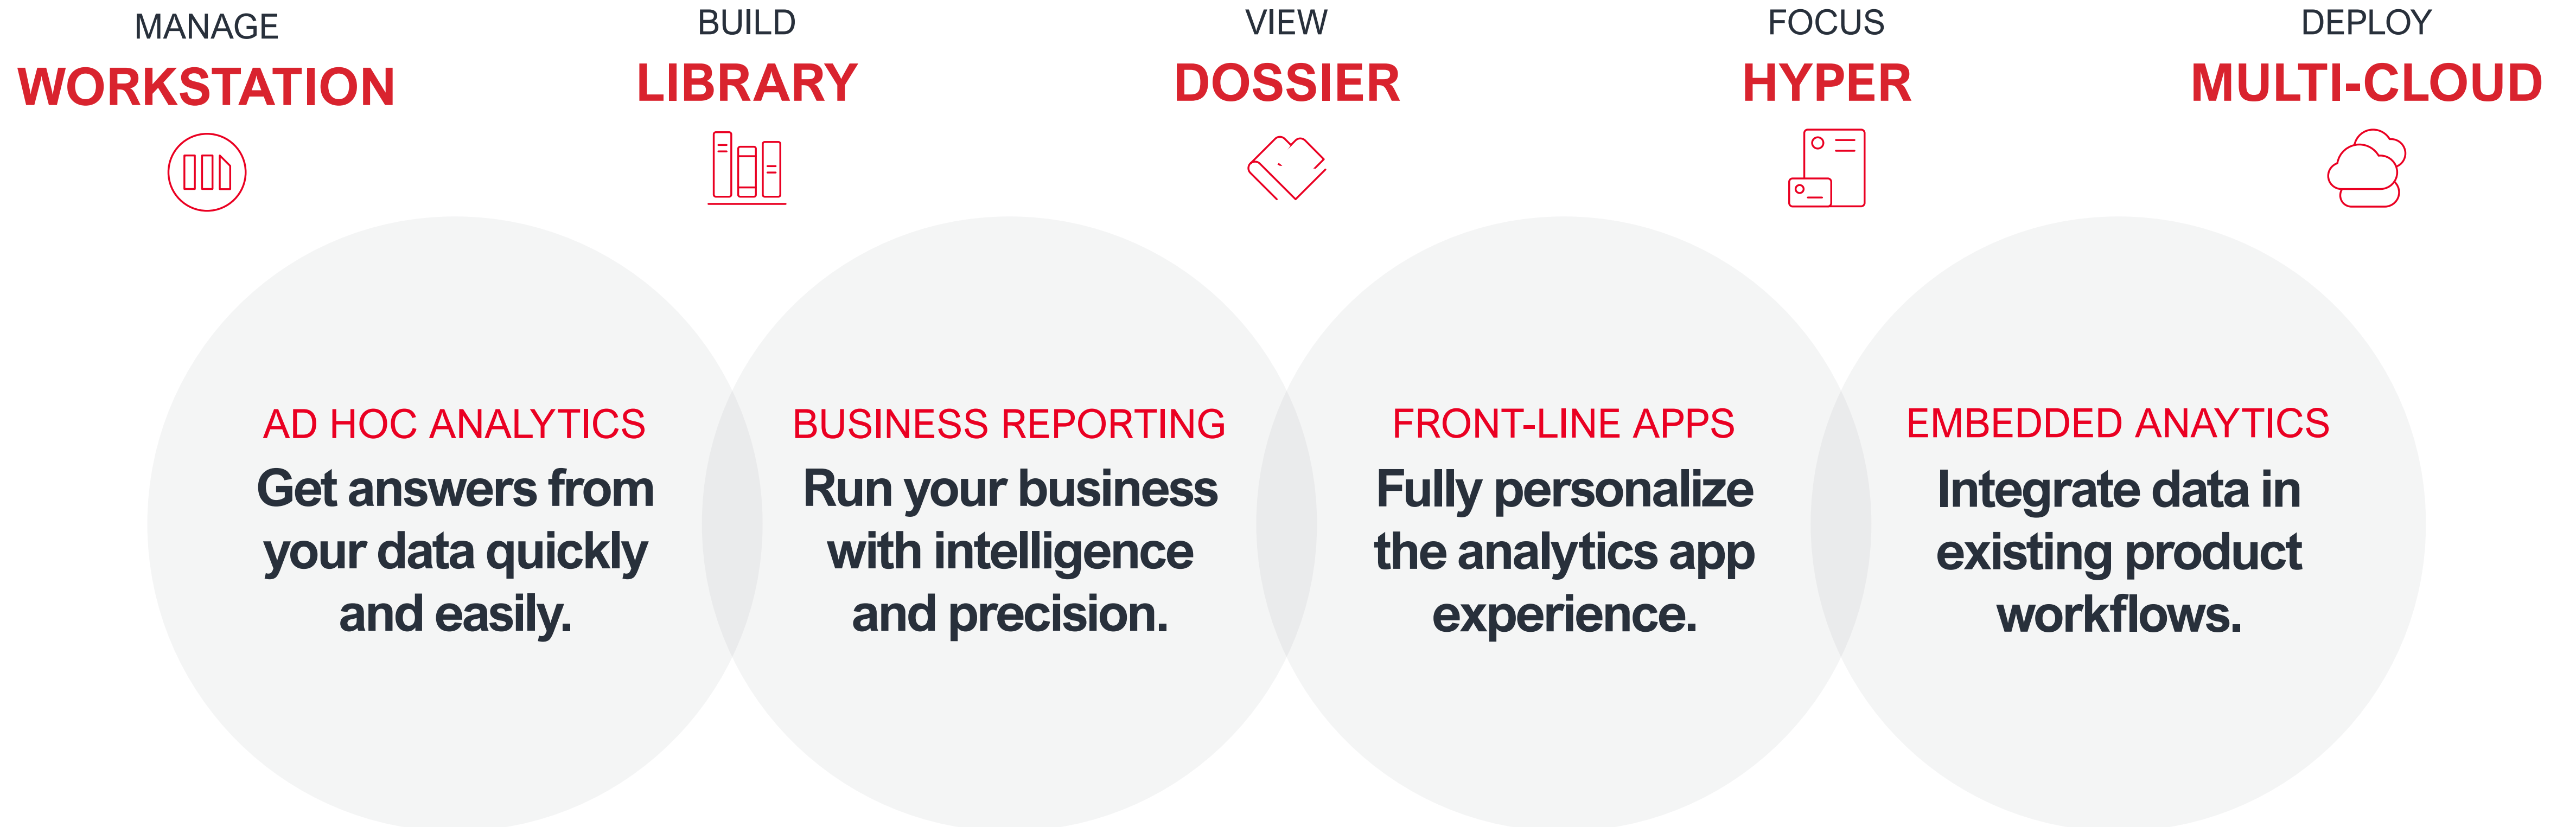 MANAGE
WORKSTATION
BUILD
LIBRARY
VIEW
DOSSIER
FOCUS
HYPER
DEPLOY
MULTI-CLOUD
AD HOC ANALYTICS
Get answers from
your data quickly
and easily.
BUSINESS REPORTING
Run your business
with intelligence
and precision.
FRONT-LINE APPS
Fully personalize
the analytics app
experience.
EMBEDDED ANAYTICS
Integrate data in
existing product
workflows.